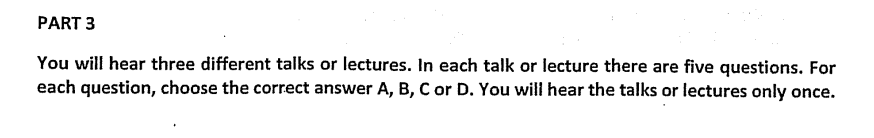 PART 3
You will hear three different talks or lectures. In each talk or lecture there are five questions. For
each question, choose the correct answer A, B, C or D. You will hear the talks or lectures only once.